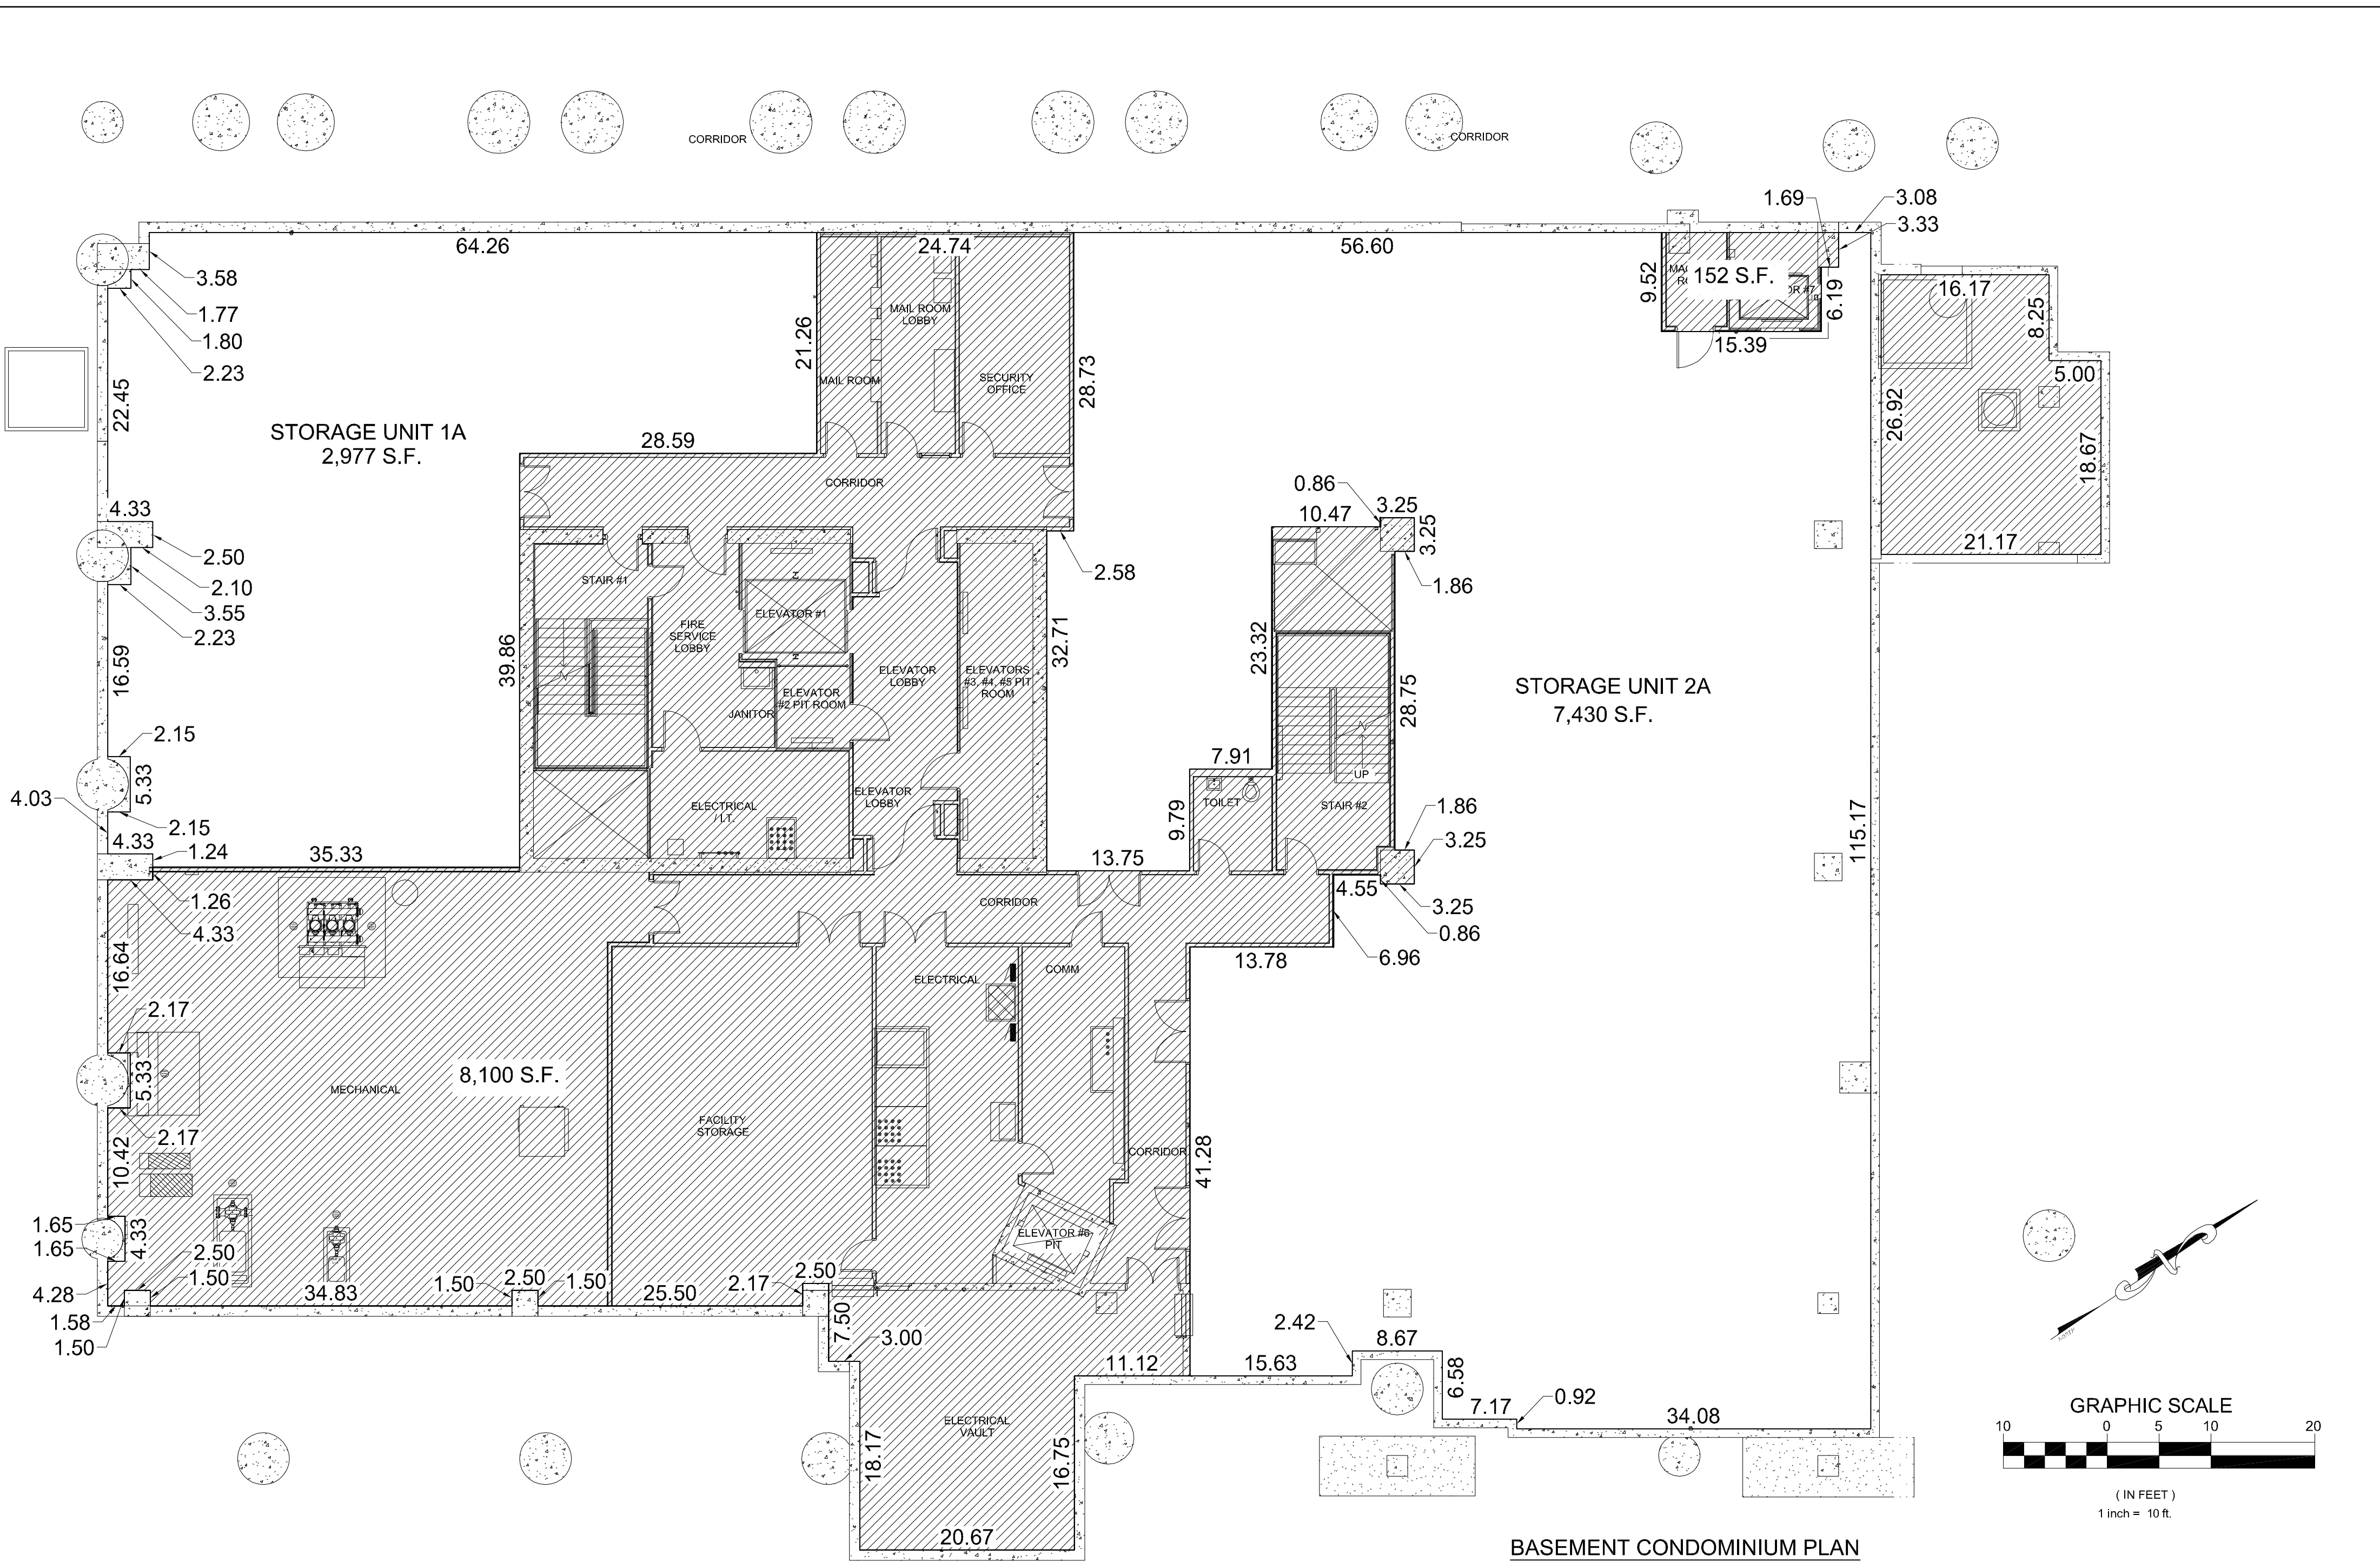 CORRIDOR
CORRIDOR
1.69
3.08
3.33
64.26
24.74
56.60
3.58
1.77
1.80
2.23
22.45
STORAGE UNIT 1A
2,977 S.F.
21.26
28.59
MAIL ROOM
MAIL ROOM
LOBBY
SECURITY
OFFICE
28.73
9.52
152 S.F.
6.19
15.39
16.17
8.25
5.00
26.92
18.67
21.17
CORRIDOR
4.33
2.50
2.10
3.55
2.23
16.59
39.86
STAIR #1
FIRE
SERVICE
LOBBY
ELEVATOR #1
ELEVATOR
#2 PIT ROOM
JANITOR
ELEVATOR
LOBBY
ELEVATORS
#3, #4, #5 PIT
ROOM
2.58
32.71
0.86
3.25
10.47
3.25
1.86
23.32
28.75
STORAGE UNIT 2A
7,430 S.F.
2.15
5.33
4.03
2.15
4.33
1.24
35.33
ELECTRICAL
/ I.T.
ELEVATOR
LOBBY
7.91
TOILET
9.79
UP
STAIR #2
13.75
1.86
3.25
3.25
0.86
4.55
6.96
13.78
115.17
1.26
4.33
16.64
CORRIDOR
ELECTRICAL
COMM
2.17
5.33
2.17
MECHANICAL
8,100 S.F.
FACILITY
STORAGE
CORRIDOR
41.28
10.42
1.65
1.65
4.33
2.50
1.50
4.28
1.58
1.50
34.83
1.50
2.50
1.50
25.50
2.17
2.50
7.50
3.00
ELEVATOR #6
PIT
11.12
15.63
2.42
8.67
6.58
7.17
0.92
34.08
ELECTRICAL
VAULT
18.17
16.75
20.67
GRAPHIC SCALE
10 0 5 10 20
( IN FEET )
1 inch = 10 ft.
BASEMENT CONDOMINIUM PLAN